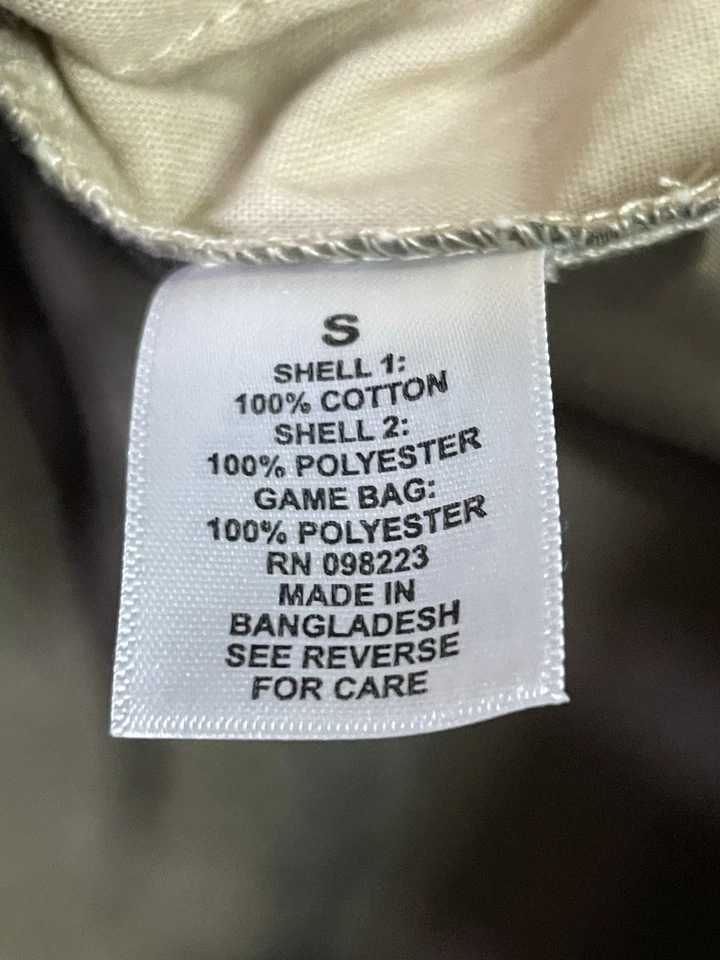 S
SHELL 1:
100% COTTON
SHELL 2:
100% POLYESTER
GAME BAG:
100% POLYESTER
RN 098223
MADE IN
BANGLADESH
SEE REVERSE
FOR CARE